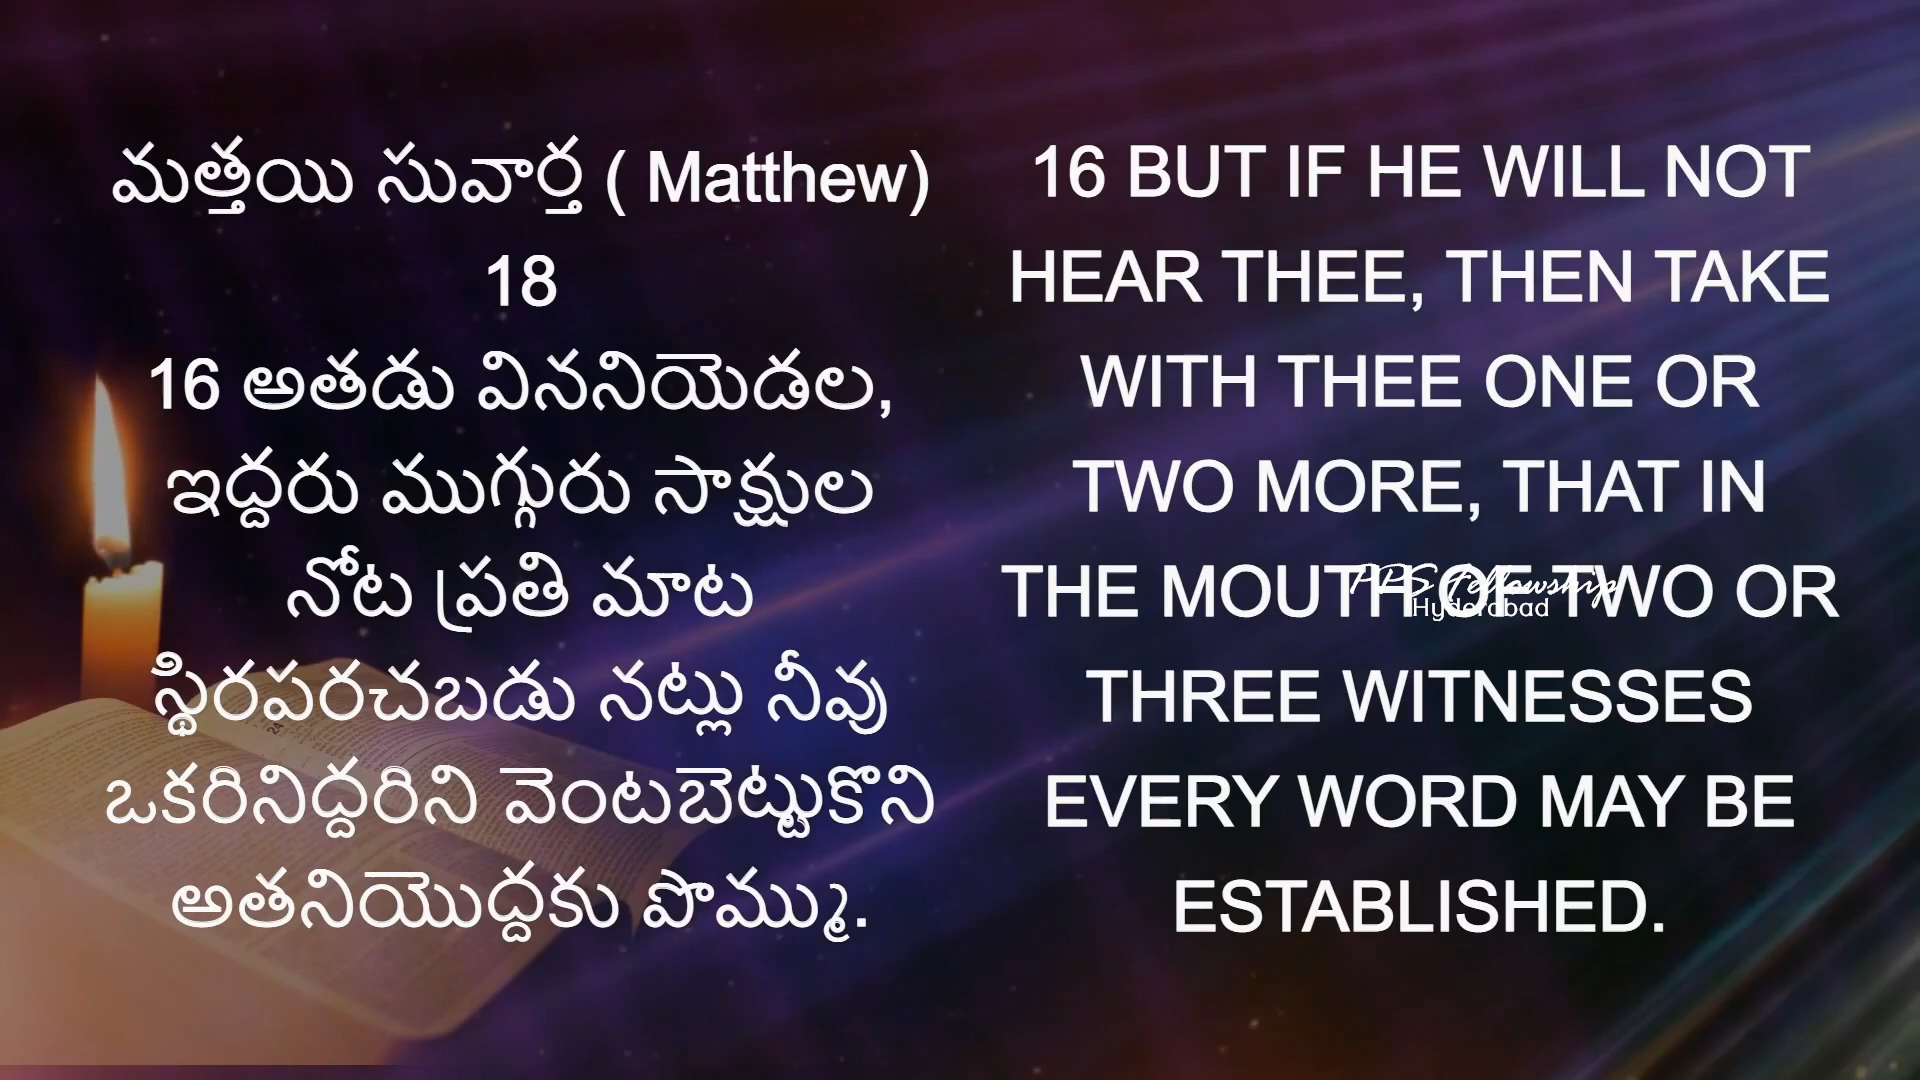 మత్తయి సువార్త ( Matthew)
18
16 అతడు విననియెడల,
ఇద్దరు ముగ్గురు సాక్షుల
నోట ప్రతి మాట
స్థిరపరచబడు నట్లు నీవు
ఒకరినిద్దరిని వెంటబెట్టుకొని
అతనియొద్దకు పొమ్ము.
16 BUT IF HE WILL NOT
HEAR THEE, THEN TAKE
WITH THEE ONE OR
TWO MORE, THAT IN
THE MOUTH OF TWO OR
THREE WITNESSES
EVERY WORD MAY BE
ESTABLISHED.
PPS Fellowship
Hyderabad